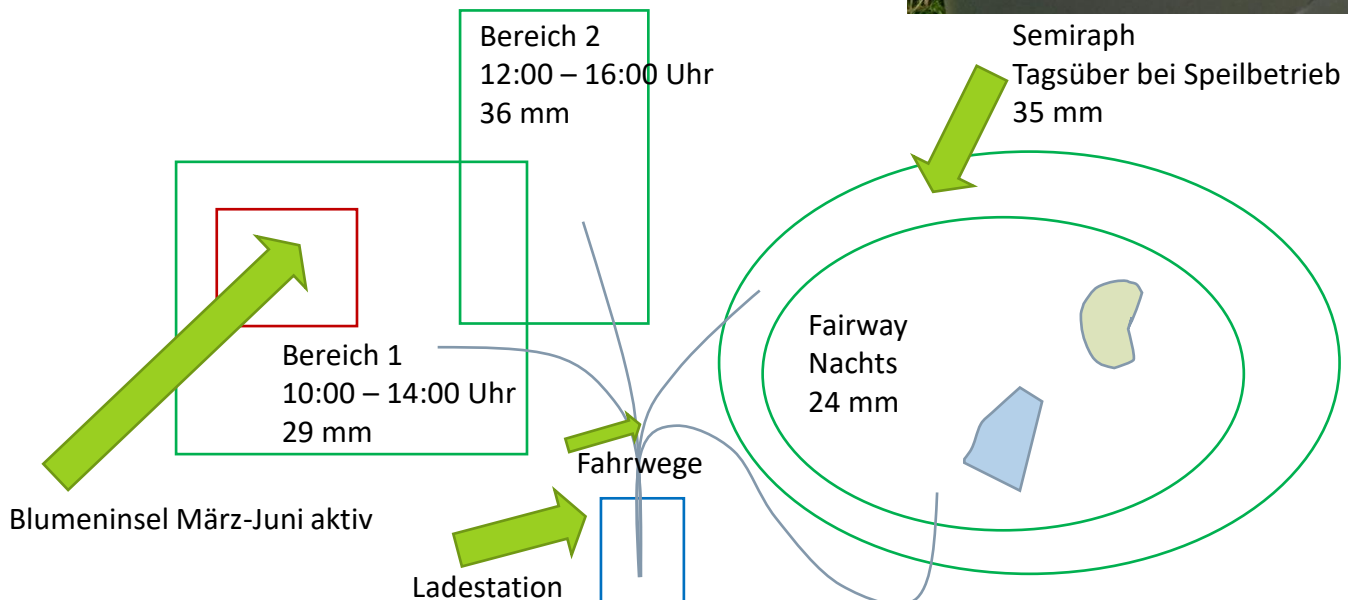 Bereich 2
12:00 – 16:00 Uhr
36 mm
Semiraph
Tagsüber bei Speilbetrieb
35 mm
Bereich 1
10:00 – 14:00 Uhr
29 mm
Fairway
Nachts
24 mm
Fahrwege
Blumeninsel März-Juni aktiv
Ladestation